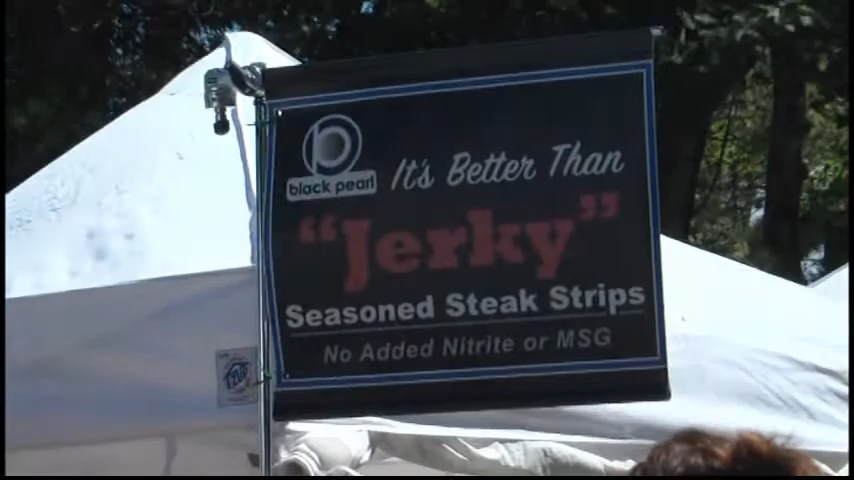 black pearl
It's Better Than
"Jerky"
Seasoned Steak Strips
No Added Nitrite or MSG